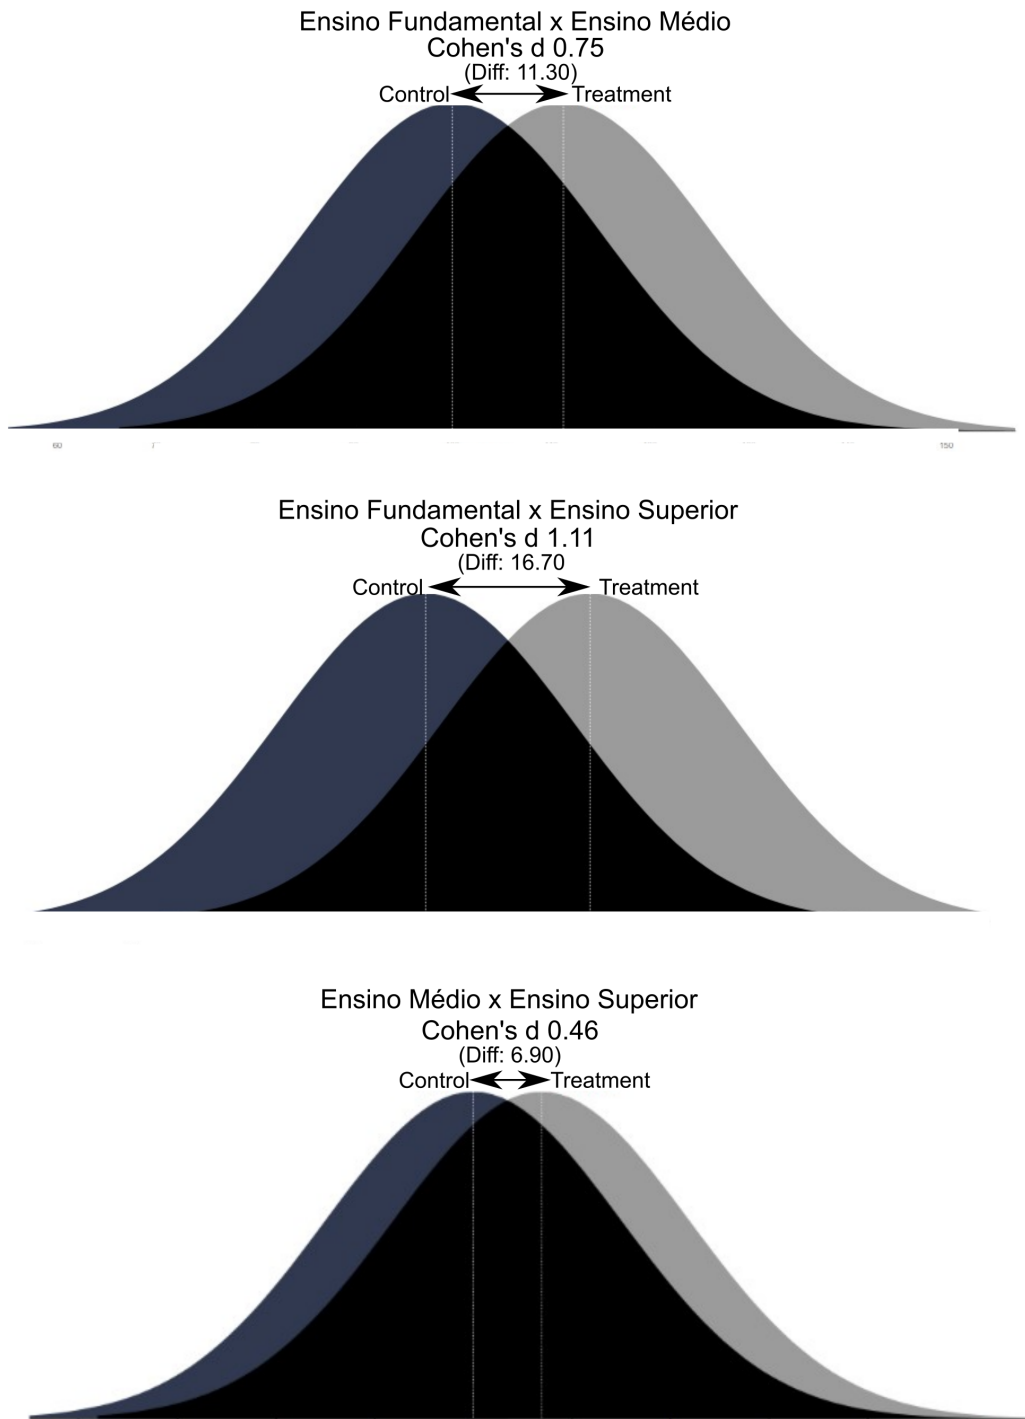 Ensino Fundamental x Ensino Médio
Cohen's d 0.75
(Diff: 11.30)
Control Treatment
60 150
Ensino Fundamental x Ensino Superior
Cohen's d 1.11
(Diff: 16.70
Control Treatment
Ensino Médio x Ensino Superior
Cohen's d 0.46
(Diff: 6.90)
Control Treatment